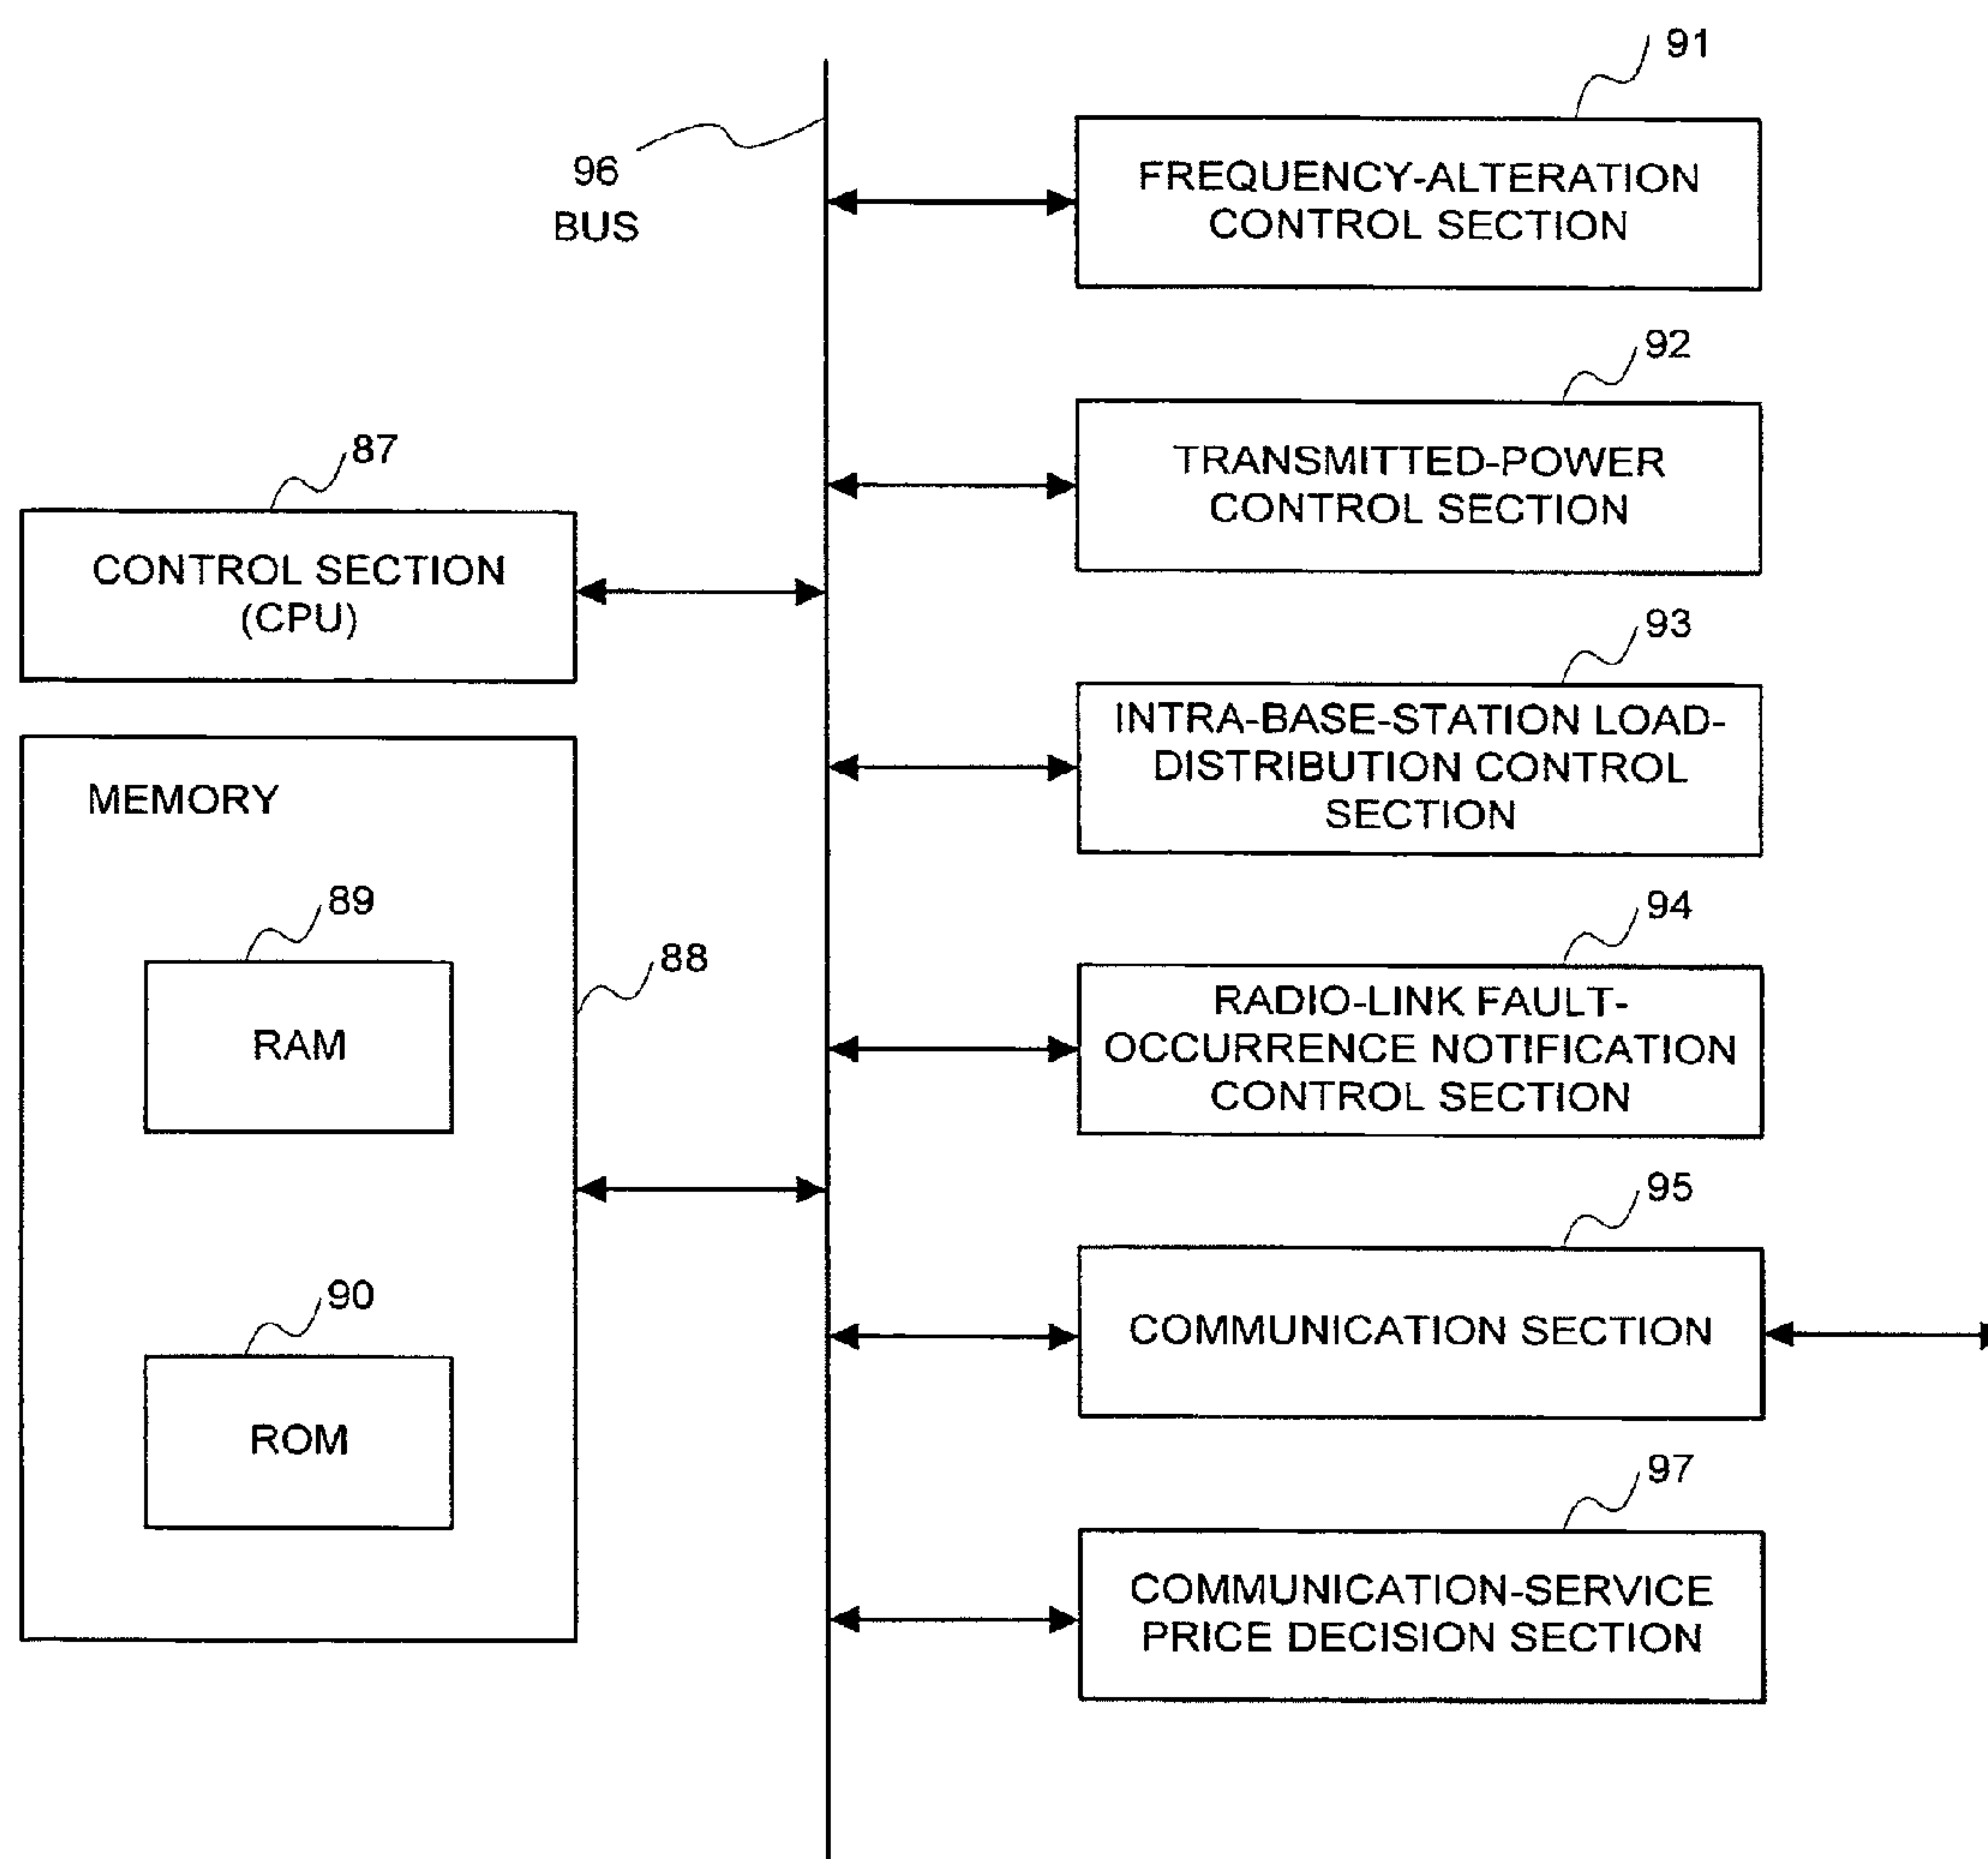 91
FREQUENCY-ALTERATION
CONTROL SECTION
96
BUS
92
TRANSMITTED-POWER
CONTROL SECTION
87
CONTROL SECTION
(CPU)
93
INTRA-BASE-STATION LOAD-
DISTRIBUTION CONTROL
SECTION
MEMORY
89
RAM
88
94
RADIO-LINK FAULT-
OCCURRENCE NOTIFICATION
CONTROL SECTION
95
COMMUNICATION SECTION
90
ROM
97
COMMUNICATION-SERVICE
PRICE DECISION SECTION